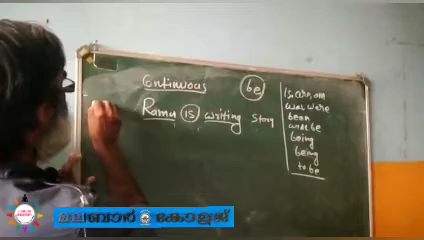 Continuous be
Ramu is writing story
is, are, am
was were
been
will be
being
being
to be
മലബാർ കോളേജ്